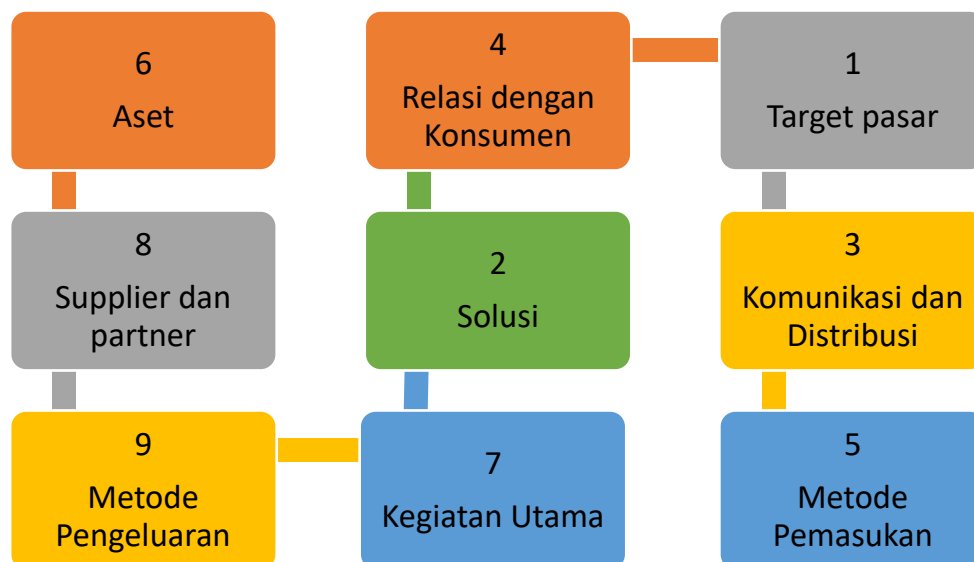 6
Aset
4
Relasi dengan
Konsumen
1
Target pasar
8
Supplier dan
partner
2
Solusi
3
Komunikasi dan
Distribusi
9
Metode
Pengeluaran
7
Kegiatan Utama
5
Metode
Pemasukan